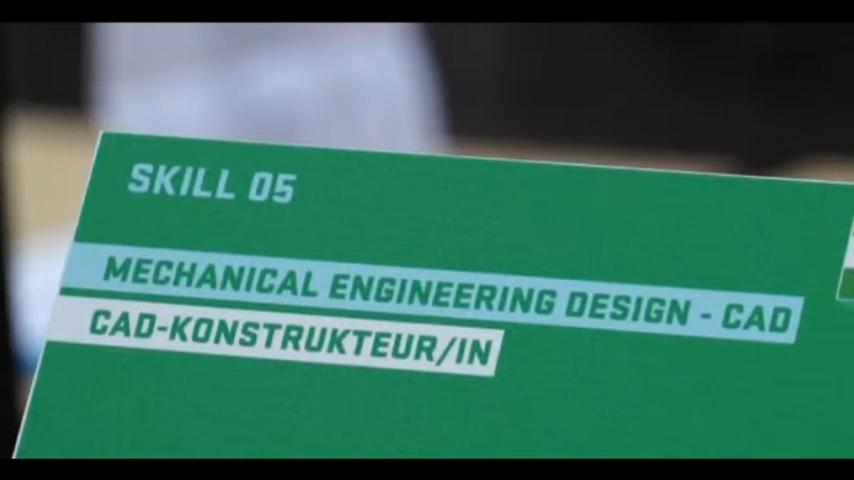 SKILL 05
MECHANICAL ENGINEERING DESIGN - CAD
CAD-KONSTRUKTEUR/IN